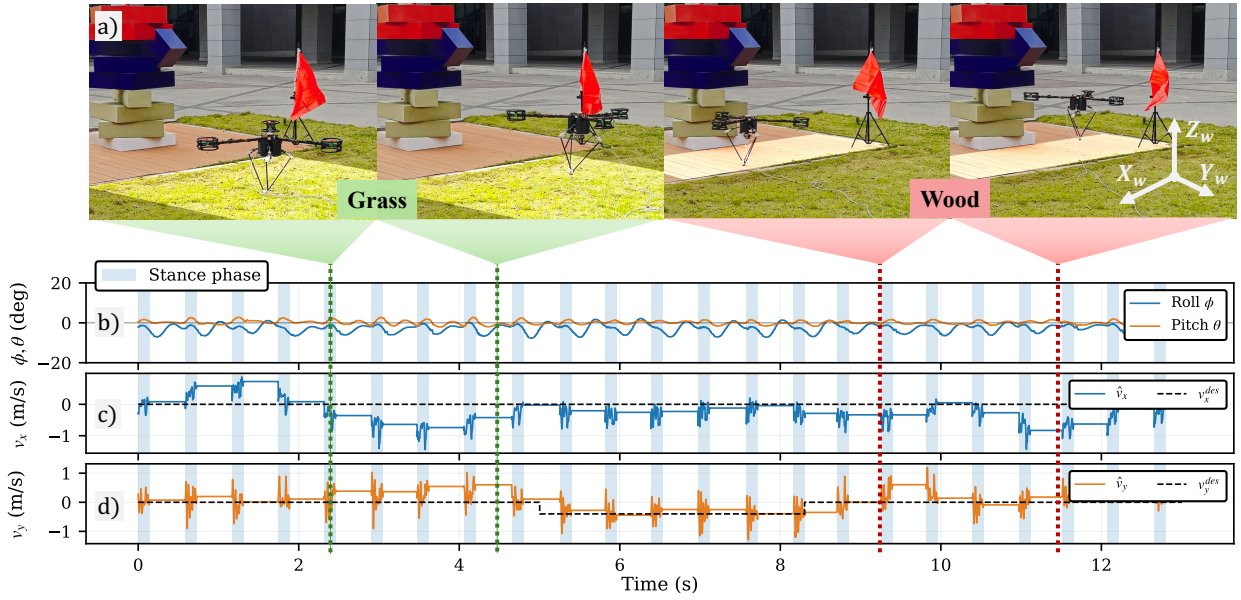 a)
Z_w
X_w
Y_w
Grass
Wood
Stance phase
b)
ϕ, θ (deg)
20
0
−20
Roll ϕ
Pitch θ
c)
v_x (m/s)
0
−1
v̂_x
v_x^des
d)
v_y (m/s)
1
0
−1
v̂_y
v_y^des
0 2 4 6 8 10 12
Time (s)